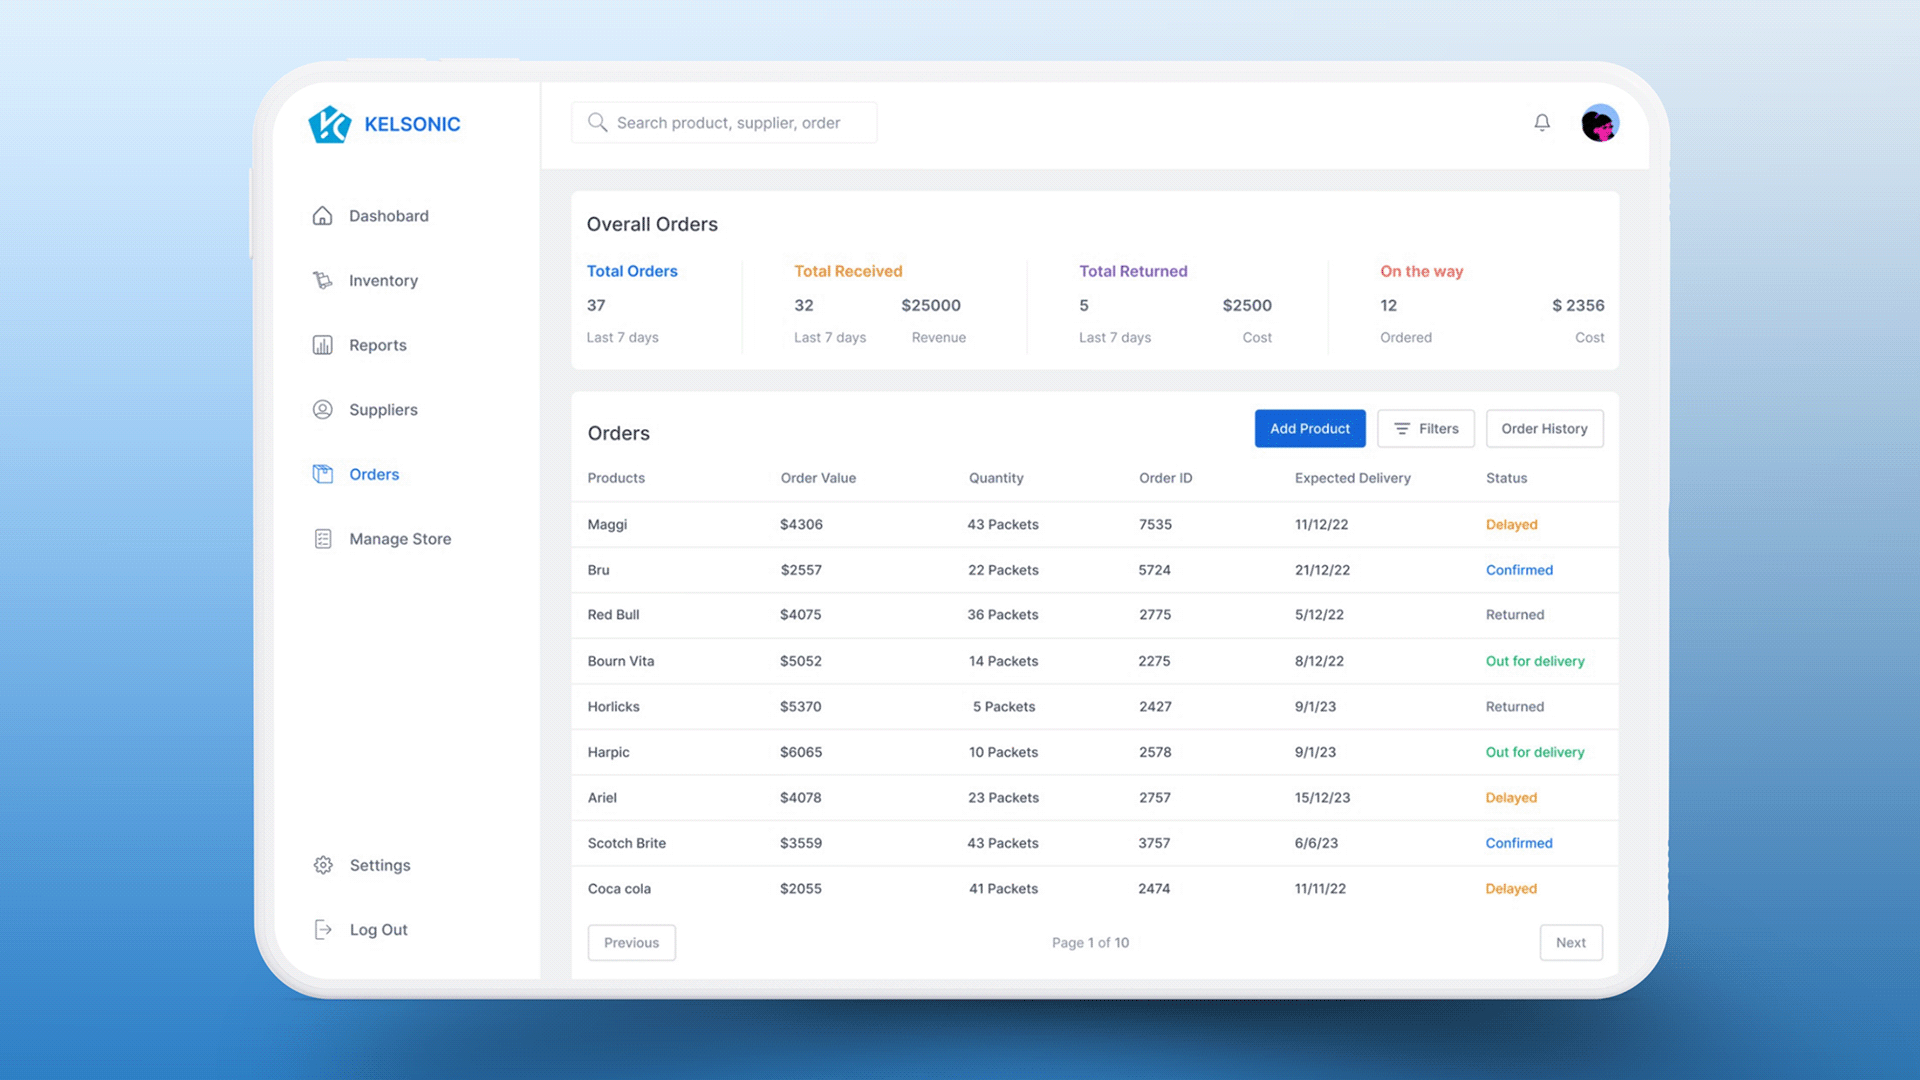 KELSONIC
Search product, supplier, order
Dashobard
Inventory
Reports
Suppliers
Orders
Manage Store
Settings
Log Out
Overall Orders
Total Orders Total Received Total Returned On the way
37 32 $25000 5 $2500 12 $ 2356
Last 7 days Last 7 days Revenue Last 7 days Cost Ordered Cost
Orders Add Product Filters Order History
Products Order Value Quantity Order ID Expected Delivery Status
Maggi $4306 43 Packets 7535 11/12/22 Delayed
Bru $2557 22 Packets 5724 21/12/22 Confirmed
Red Bull $4075 36 Packets 2775 5/12/22 Returned
Bourn Vita $5052 14 Packets 2275 8/12/22 Out for delivery
Horlicks $5370 5 Packets 2427 9/1/23 Returned
Harpic $6065 10 Packets 2578 9/1/23 Out for delivery
Ariel $4078 23 Packets 2757 15/12/23 Delayed
Scotch Brite $3559 43 Packets 3757 6/6/23 Confirmed
Coca cola $2055 41 Packets 2474 11/11/22 Delayed
Previous Page 1 of 10 Next